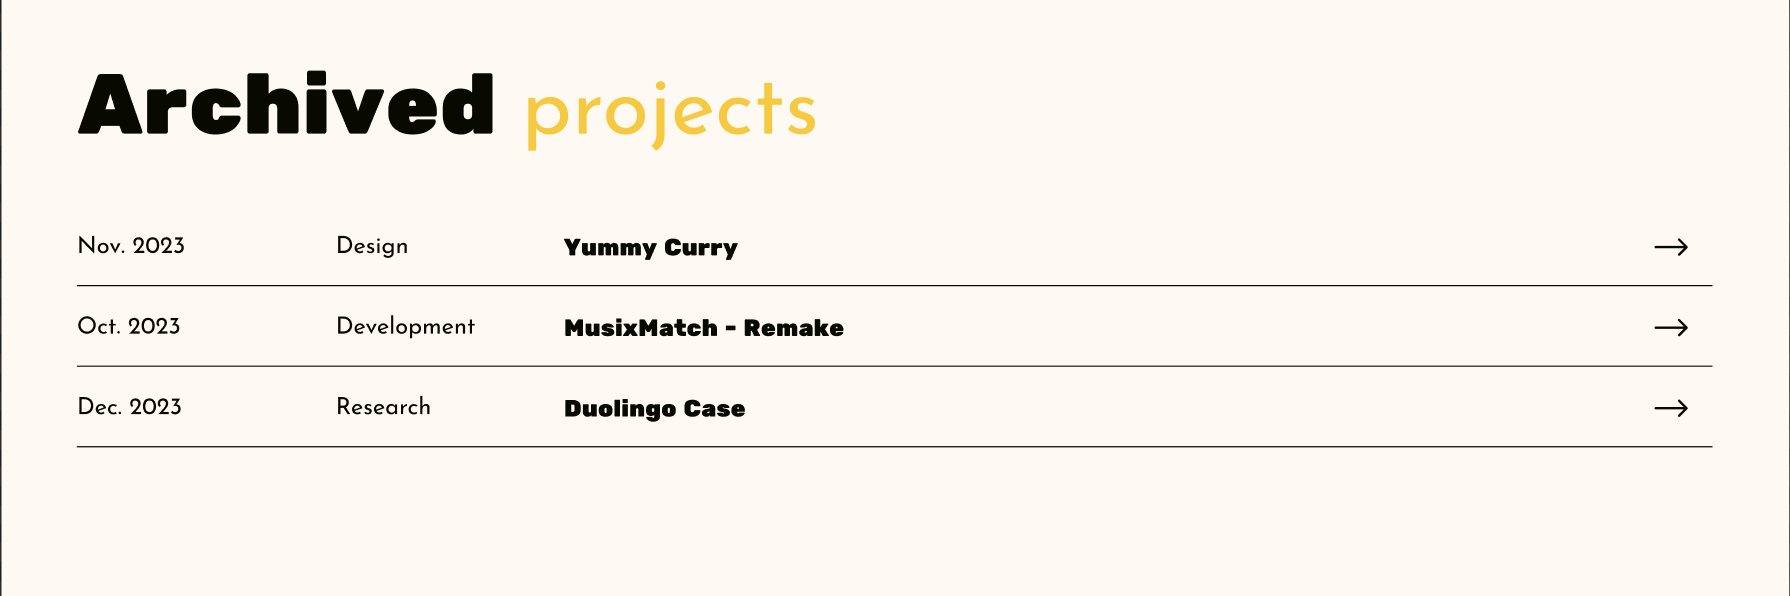 Archived projects
Nov. 2023 Design Yummy Curry
Oct. 2023 Development MusixMatch - Remake
Dec. 2023 Research Duolingo Case